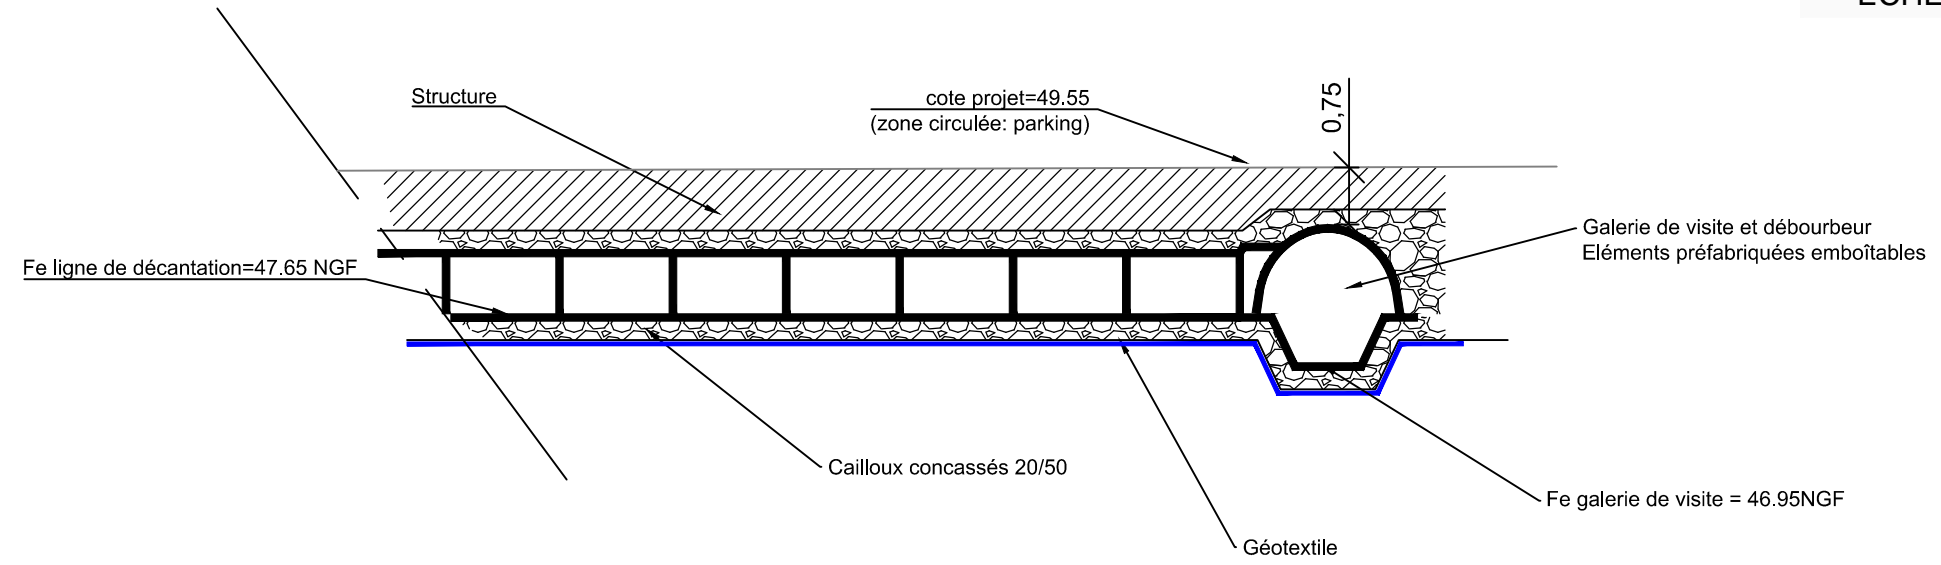 Structure
cote projet=49.55
(zone circulée: parking)
0,75
Galerie de visite et débourbeur
Eléments préfabriquées emboîtables
Fe ligne de décantation=47.65 NGF
Cailloux concassés 20/50
Fe galerie de visite = 46.95NGF
Géotextile